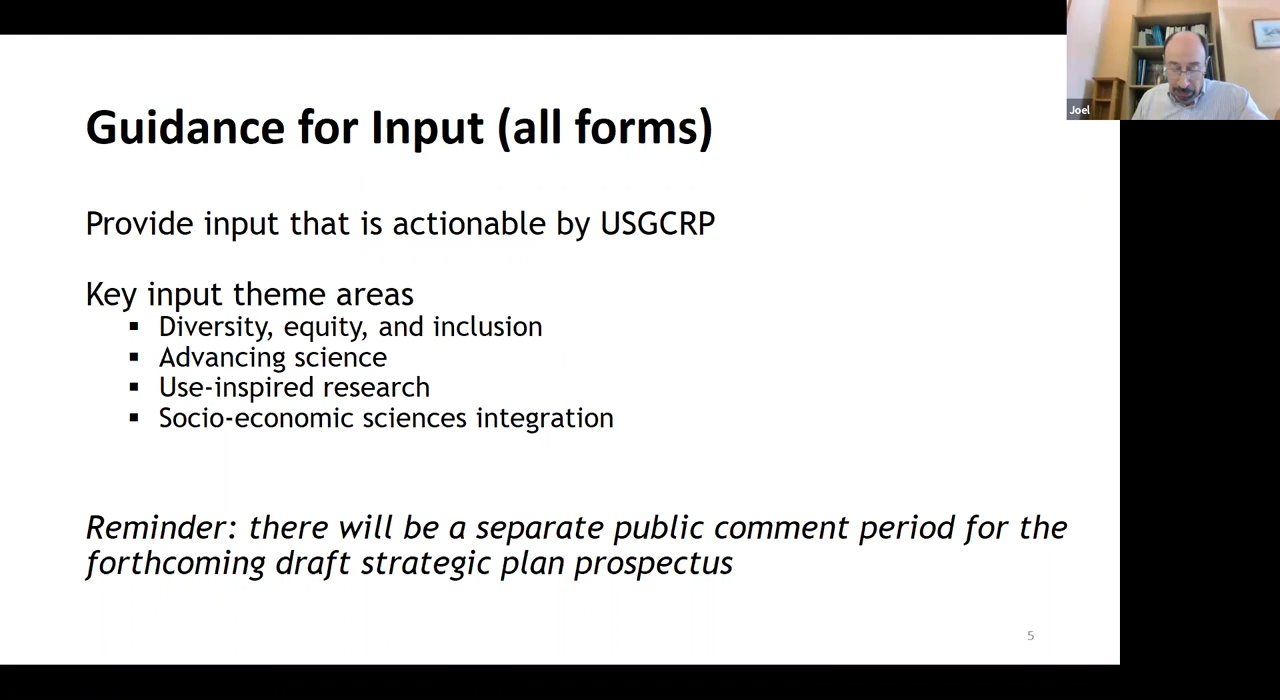 Guidance for Input (all forms)
Provide input that is actionable by USGCRP
Key input theme areas
▪ Diversity, equity, and inclusion
▪ Advancing science
▪ Use-inspired research
▪ Socio-economic sciences integration
Reminder: there will be a separate public comment period for the
forthcoming draft strategic plan prospectus
5
Joel